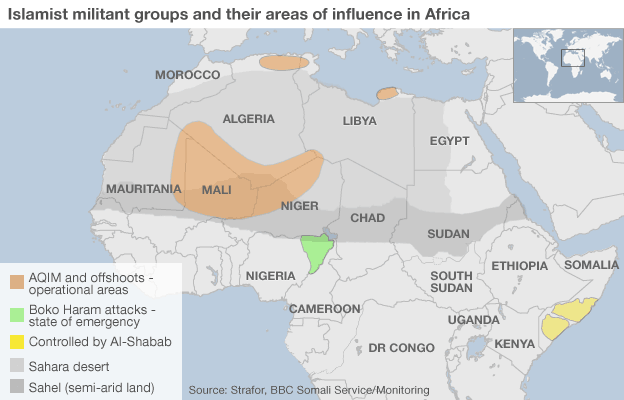 Islamist militant groups and their areas of influence in Africa
MOROCCO
ALGERIA
LIBYA
EGYPT
MAURITANIA
MALI
NIGER
CHAD
SUDAN
NIGERIA
ETHIOPIA
SOMALIA
SOUTH
SUDAN
CAMEROON
UGANDA
KENYA
DR CONGO
AQIM and offshoots -
operational areas
Boko Haram attacks -
state of emergency
Controlled by Al-Shabab
Sahara desert
Sahel (semi-arid land)
Source: Strafor, BBC Somali Service/Monitoring